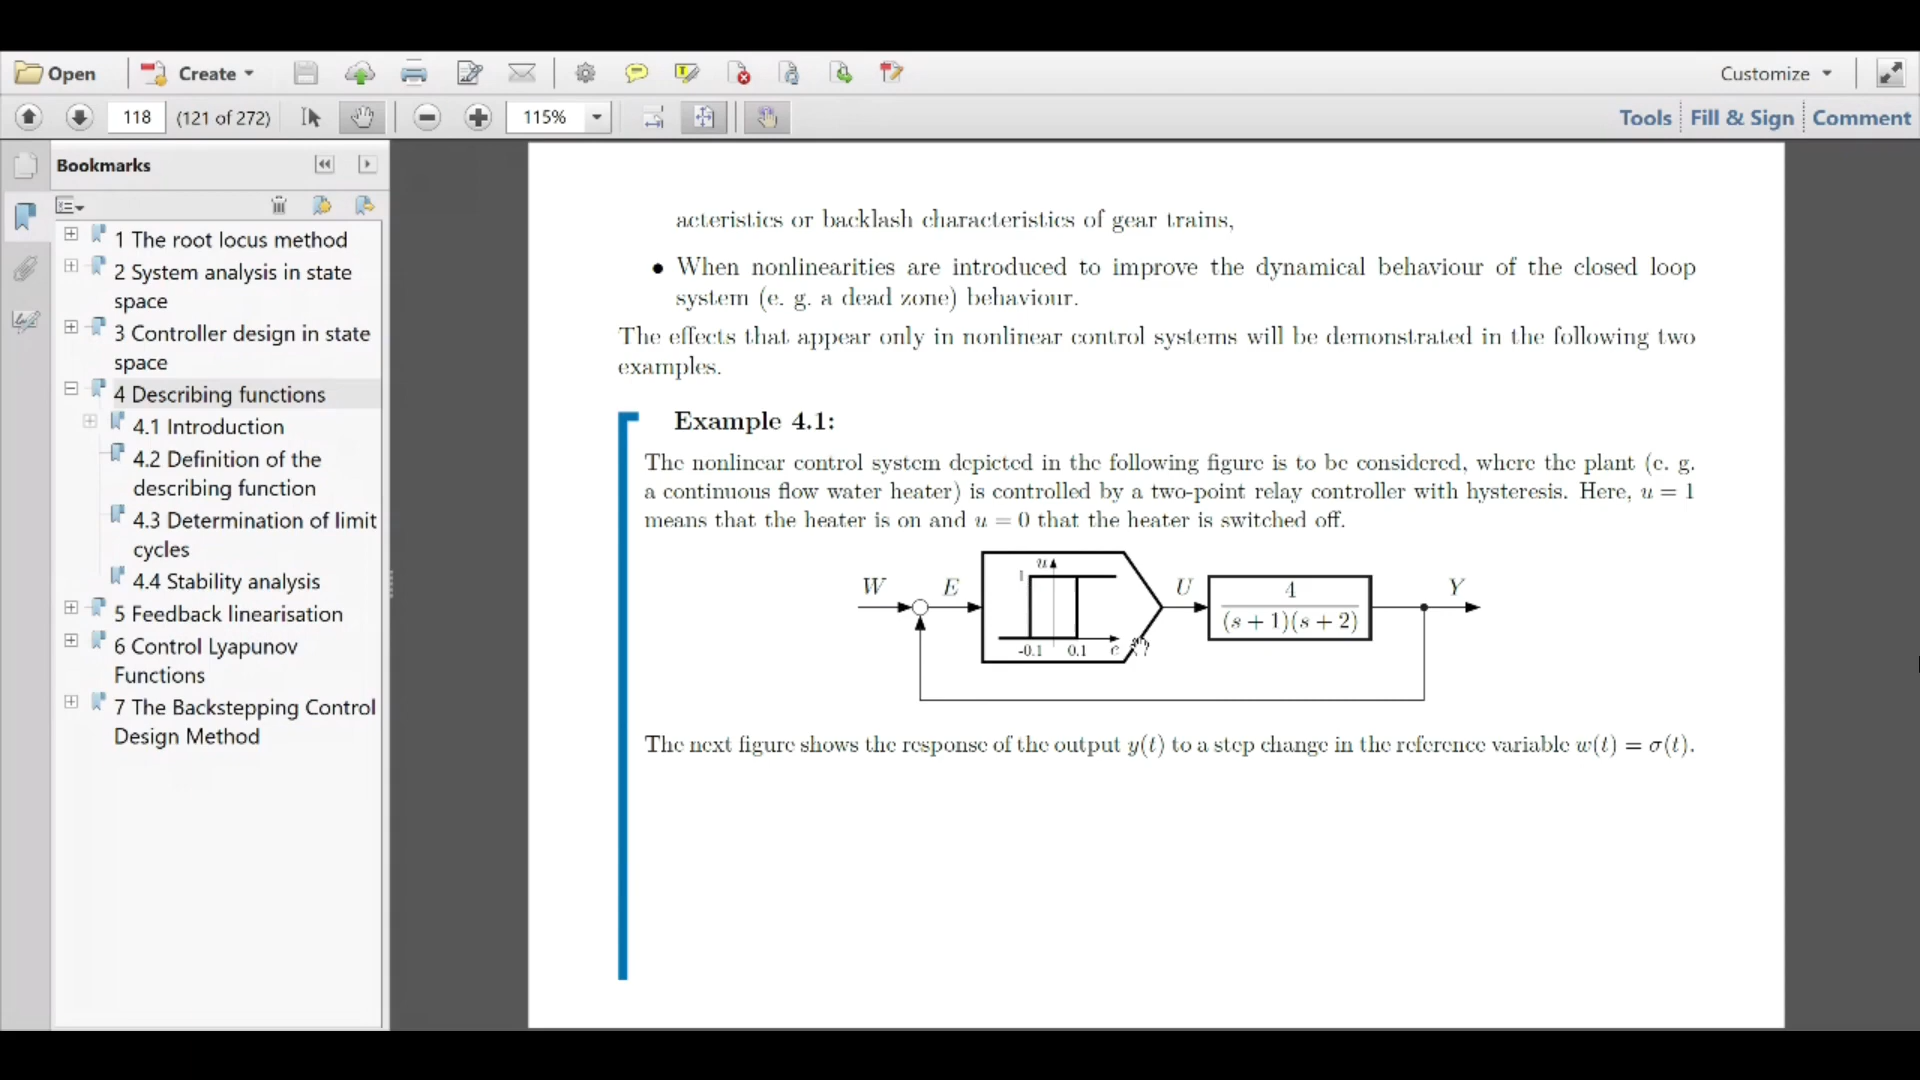 Open
Create
Customize
118
(121 of 272)
115%
Tools
Fill & Sign
Comment
Bookmarks
1 The root locus method
2 System analysis in state
space
3 Controller design in state
space
4 Describing functions
4.1 Introduction
4.2 Definition of the
describing function
4.3 Determination of limit
cycles
4.4 Stability analysis
5 Feedback linearisation
6 Control Lyapunov
Functions
7 The Backstepping Control
Design Method
acteristics or backlash characteristics of gear trains,
• When nonlinearities are introduced to improve the dynamical behaviour of the closed loop
system (e. g. a dead zone) behaviour.
The effects that appear only in nonlinear control systems will be demonstrated in the following two
examples.
Example 4.1:
The nonlinear control system depicted in the following figure is to be considered, where the plant (e. g.
a continuous flow water heater) is controlled by a two-point relay controller with hysteresis. Here, u = 1
means that the heater is on and u = 0 that the heater is switched off.
W
E
u
1
-0.1
0.1
e
U
4
(s + 1)(s + 2)
Y
The next figure shows the response of the output y(t) to a step change in the reference variable w(t) = σ(t).